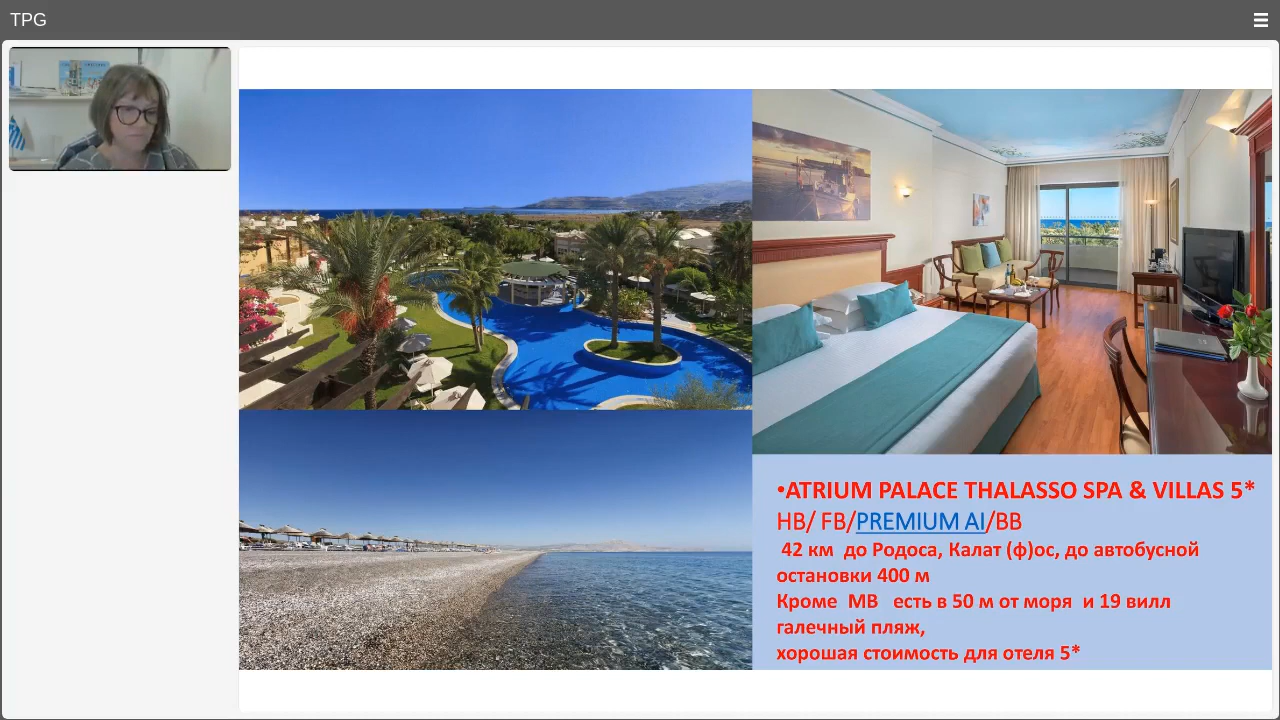 TPG
•ATRIUM PALACE THALASSO SPA & VILLAS 5*
HB/ FB/PREMIUM AI/BB
42 км до Родоса, Калат (ф)ос, до автобусной
остановки 400 м
Кроме МВ есть в 50 м от моря и 19 вилл
галечный пляж,
хорошая стоимость для отеля 5*